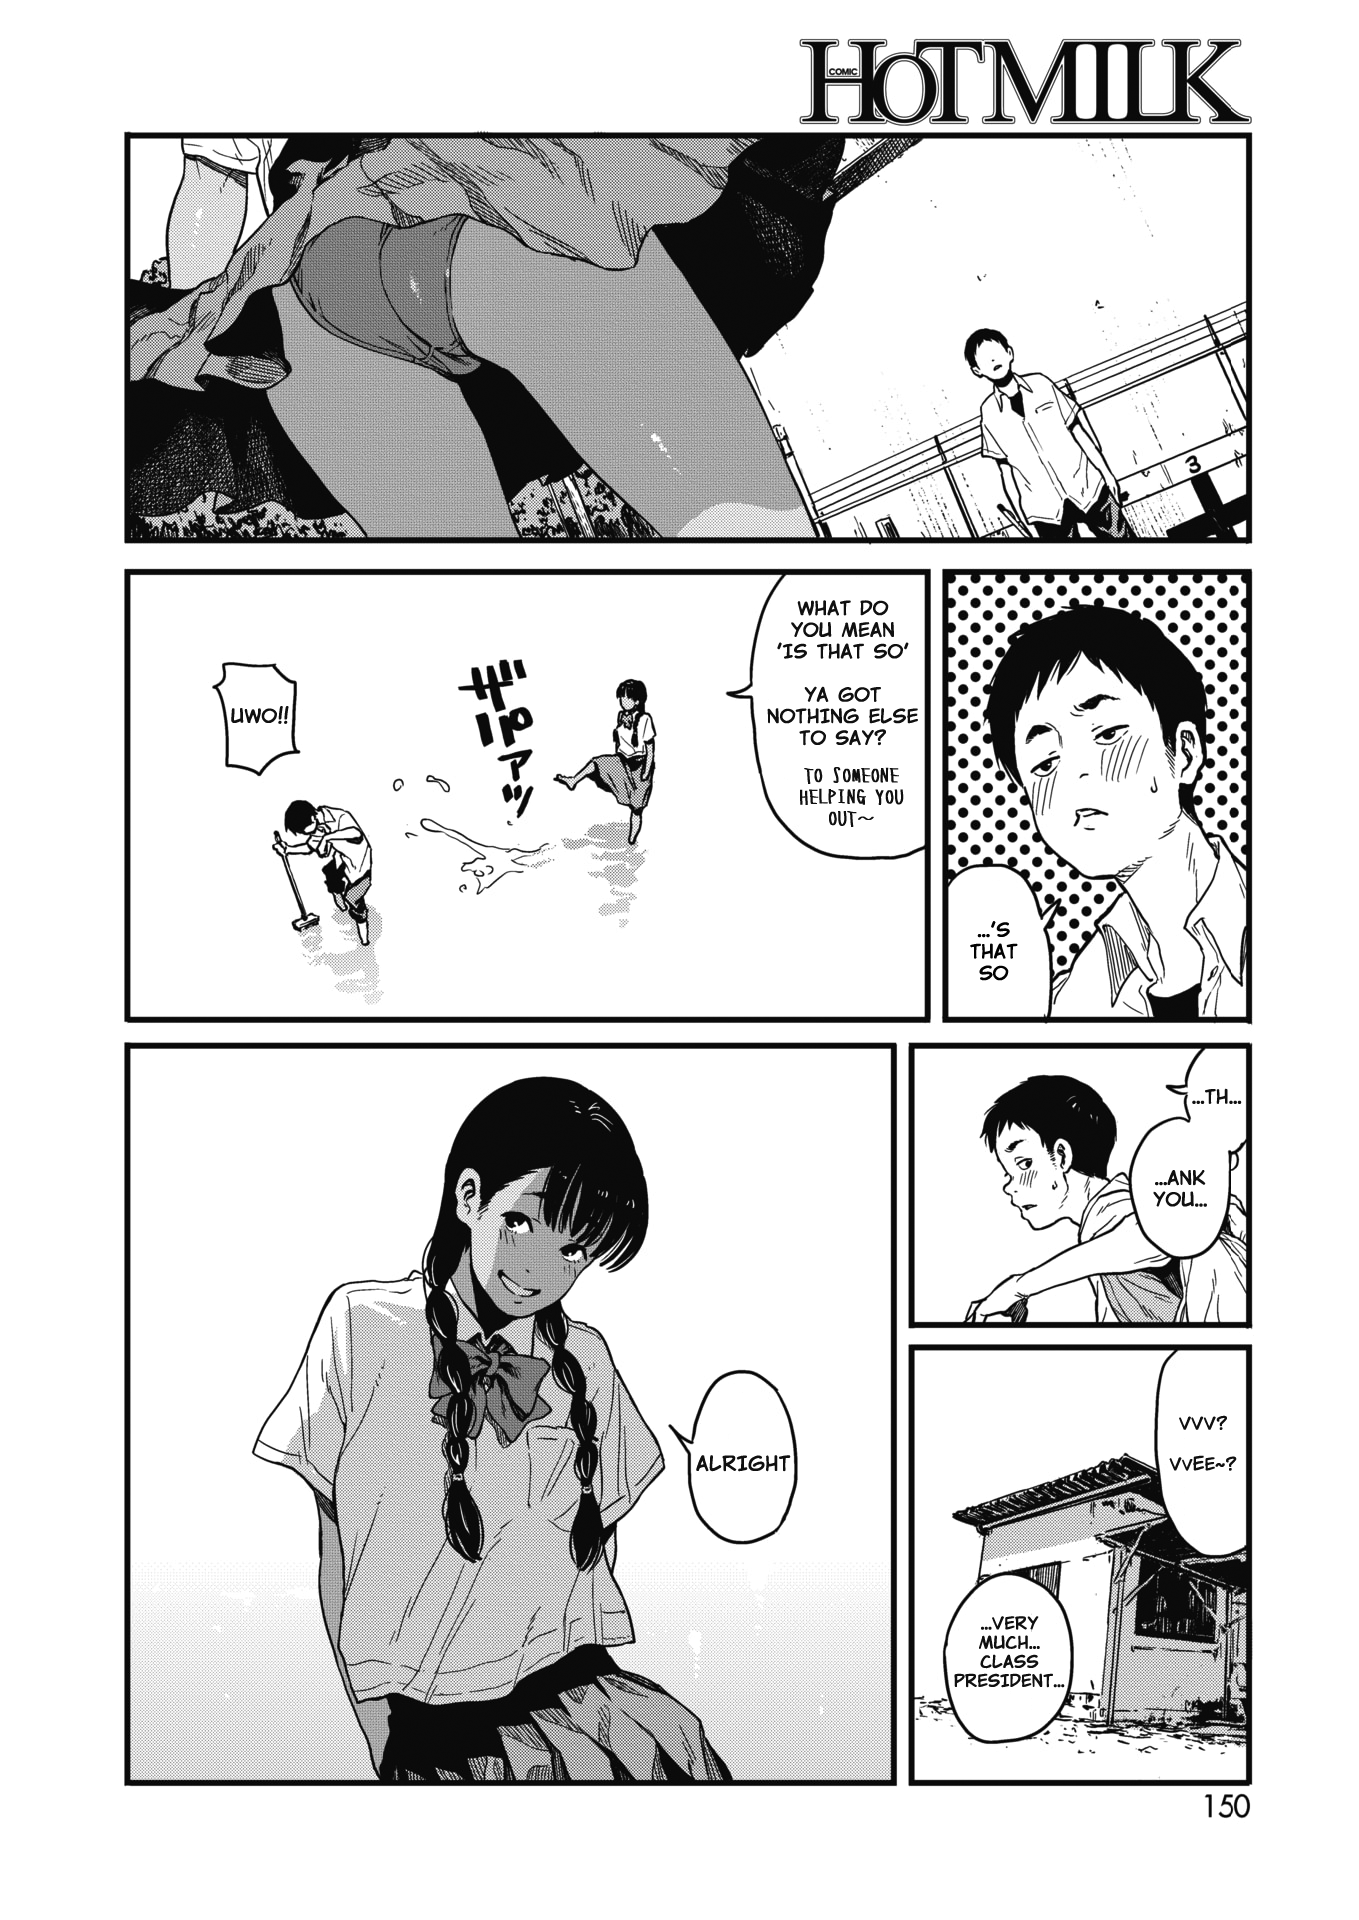 COMIC
HOTMILK
3
...'S
THAT
SO
WHAT DO
YOU MEAN
'IS THAT SO'
YA GOT
NOTHING ELSE
TO SAY?
TO SOMEONE
HELPING YOU
OUT~
ザパァッ
UWO!!
...TH...
...ANK
YOU...
VVV?
VVEE~?
...VERY
MUCH...
CLASS
PRESIDENT...
ALRIGHT
150